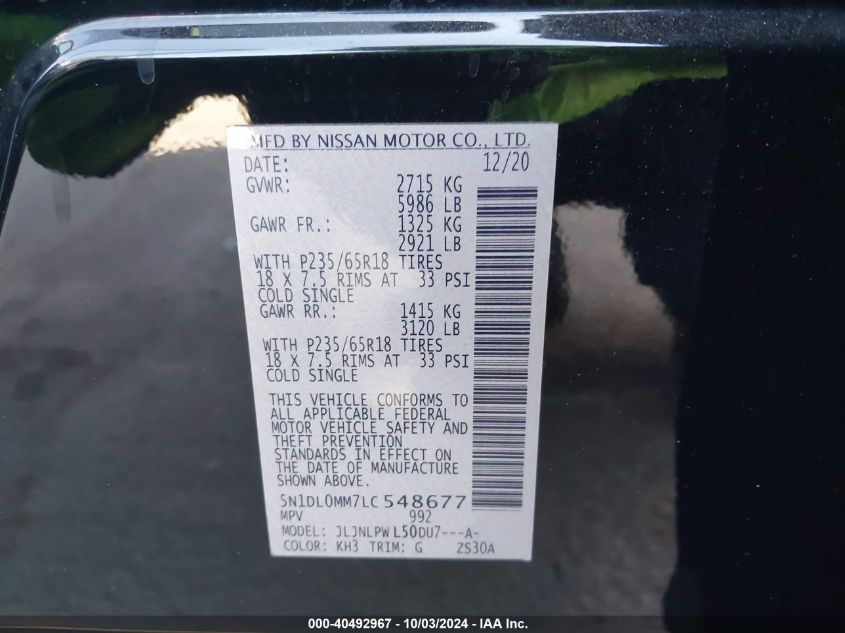 MFD BY NISSAN MOTOR CO., LTD.
DATE: 12/20
GVWR: 2715 KG
5986 LB
GAWR FR.: 1325 KG
2921 LB
WITH P235/65R18 TIRES
18 X 7.5 RIMS AT 33 PSI
COLD SINGLE
GAWR RR.: 1415 KG
3120 LB
WITH P235/65R18 TIRES
18 X 7.5 RIMS AT 33 PSI
COLD SINGLE
THIS VEHICLE CONFORMS TO
ALL APPLICABLE FEDERAL
MOTOR VEHICLE SAFETY AND
THEFT PREVENTION
STANDARDS IN EFFECT ON
THE DATE OF MANUFACTURE
SHOWN ABOVE.
5N1DL0MM7LC548677
MPV 992
MODEL: JLJNLPWL50DU7---A-
COLOR: KH3 TRIM: G ZS30A
000-40492967 - 10/03/2024 - IAA Inc.